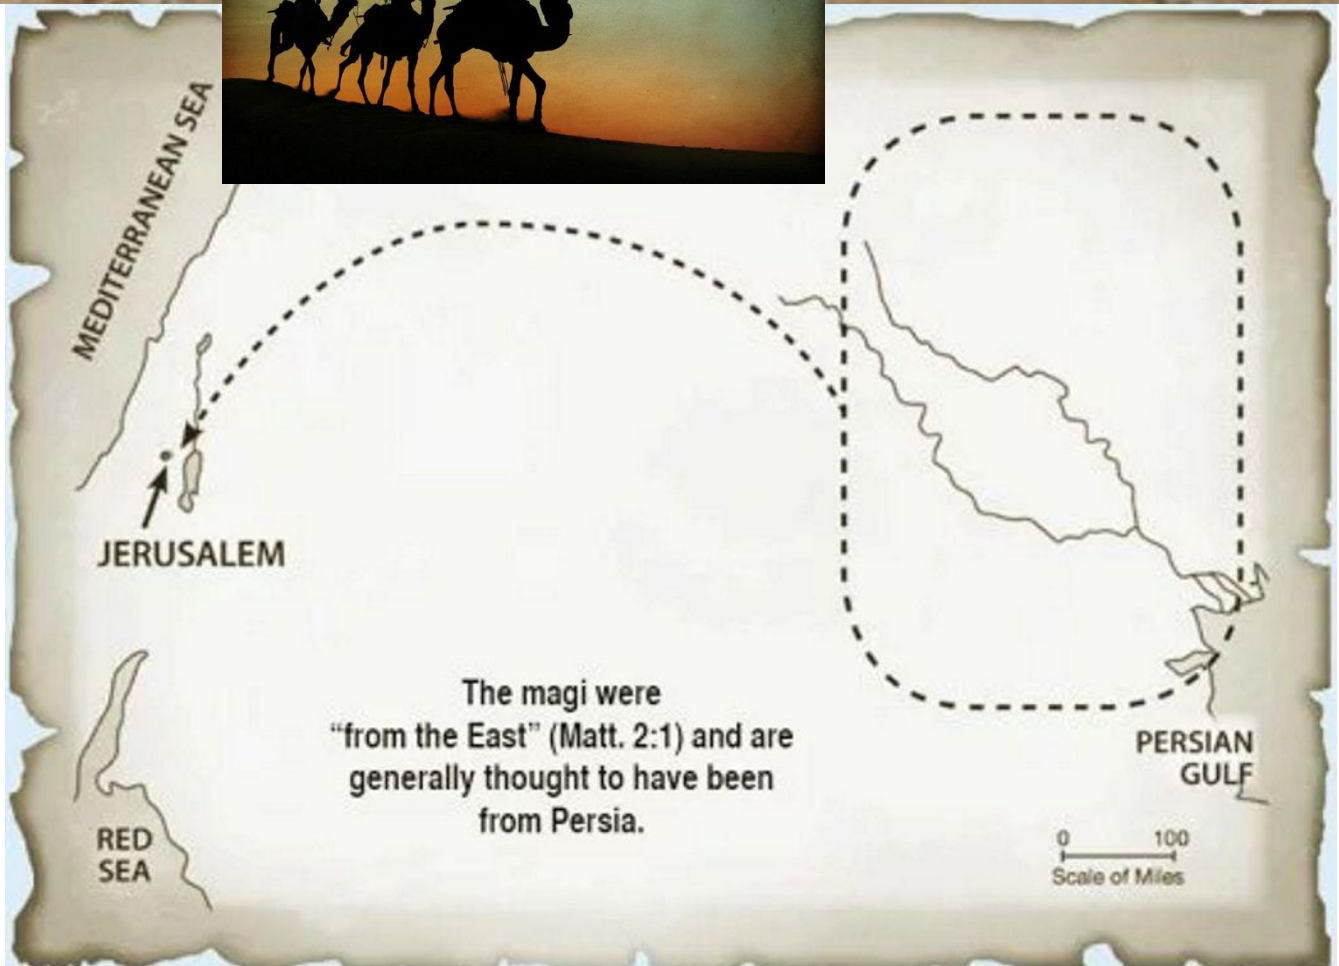 MEDITERRANEAN SEA
JERUSALEM
The magi were
“from the East” (Matt. 2:1) and are
generally thought to have been
from Persia.
PERSIAN
GULF
RED
SEA
0 100
Scale of Miles